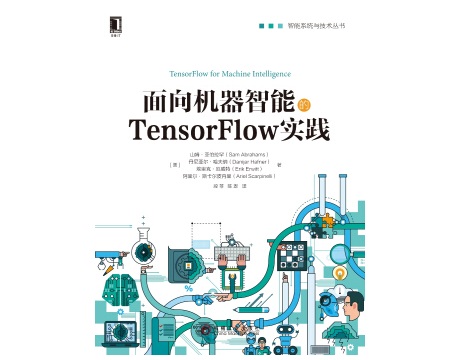 智能系统与技术丛书
TensorFlow for Machine Intelligence
面向机器智能的
TensorFlow实践
山姆·亚伯拉罕（Sam Abrahams）
[美] 丹尼亚尔·哈夫纳（Danijar Hafner） 著
埃里克·厄威特（Erik Erwitt）
阿里尔·斯卡尔皮内里（Ariel Scarpinelli）
段菲 陈澎 译
%